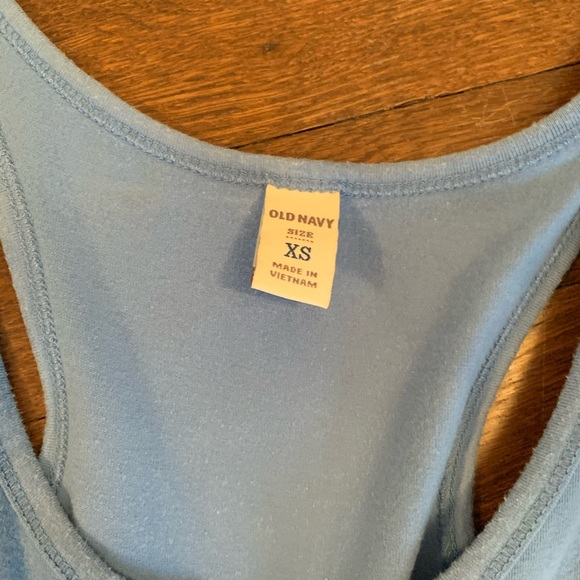 OLD NAVY
SIZE
XS
MADE IN
VIETNAM